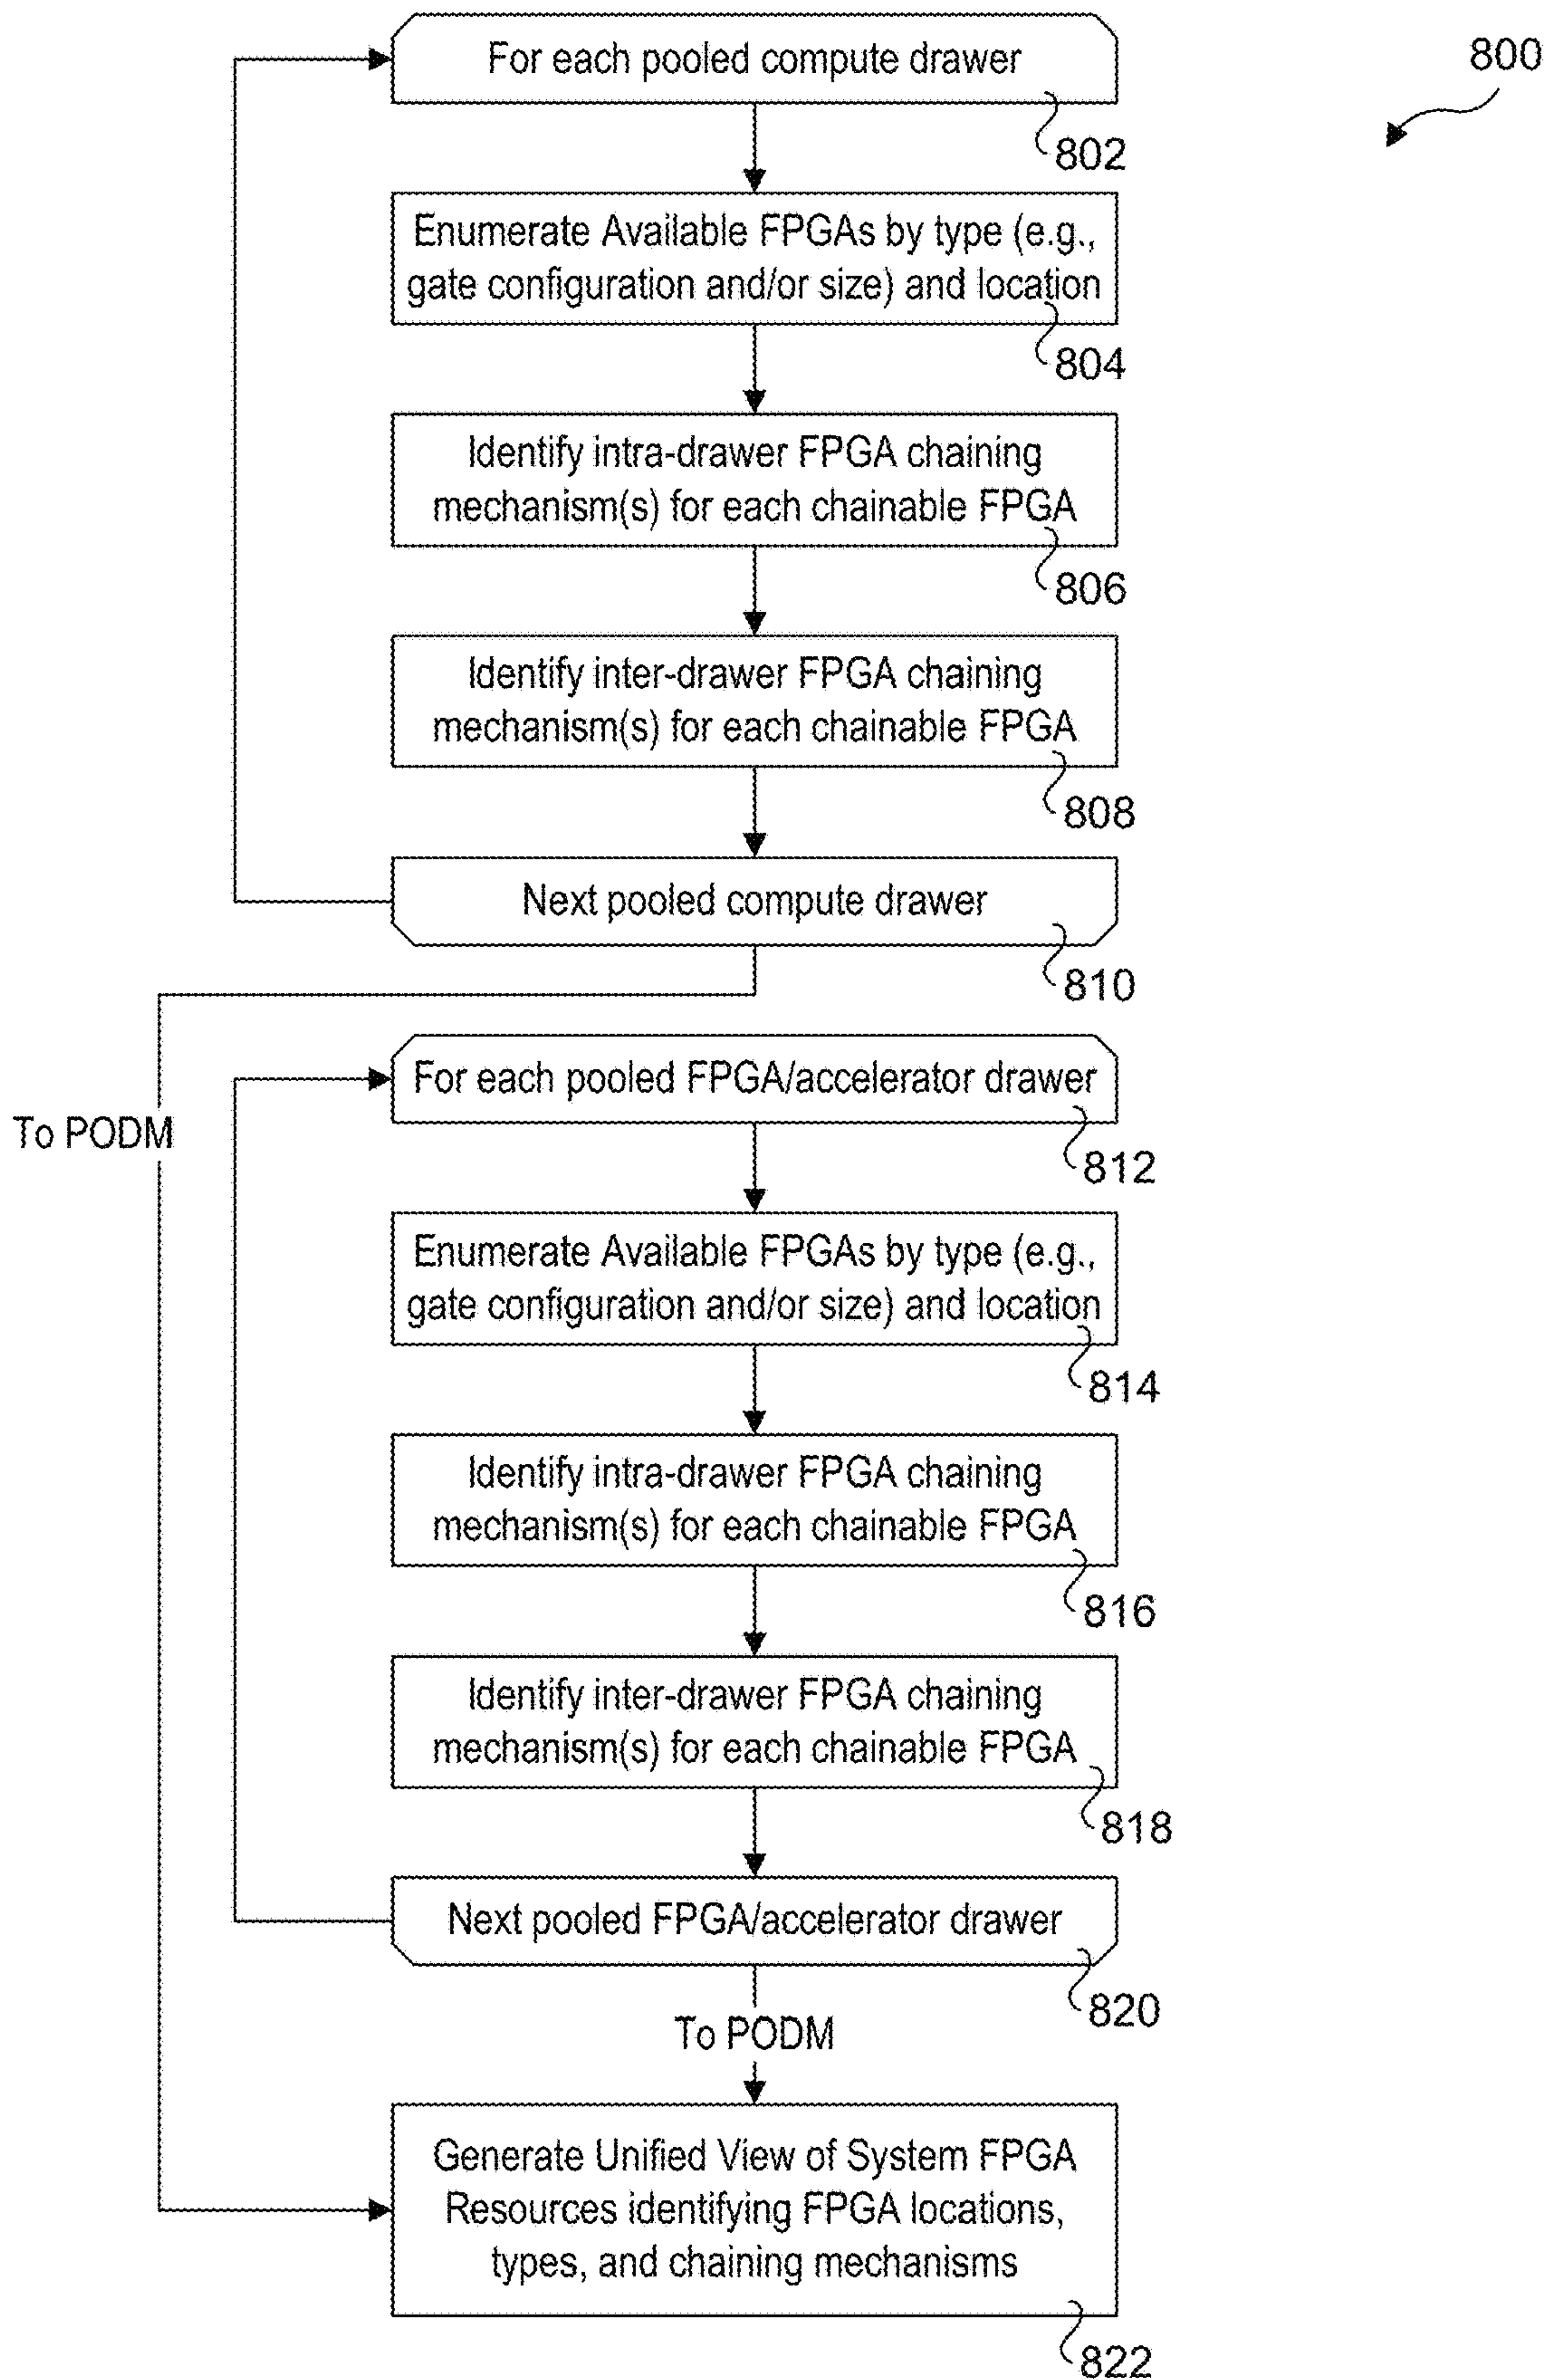 For each pooled compute drawer
800
802
Enumerate Available FPGAs by type (e.g.,
gate configuration and/or size) and location
804
Identify intra-drawer FPGA chaining
mechanism(s) for each chainable FPGA
806
Identify inter-drawer FPGA chaining
mechanism(s) for each chainable FPGA
808
Next pooled compute drawer
810
For each pooled FPGA/accelerator drawer
To PODM
812
Enumerate Available FPGAs by type (e.g.,
gate configuration and/or size) and location
814
Identify intra-drawer FPGA chaining
mechanism(s) for each chainable FPGA
816
Identify inter-drawer FPGA chaining
mechanism(s) for each chainable FPGA
818
Next pooled FPGA/accelerator drawer
820
To PODM
Generate Unified View of System FPGA
Resources identifying FPGA locations,
types, and chaining mechanisms
822